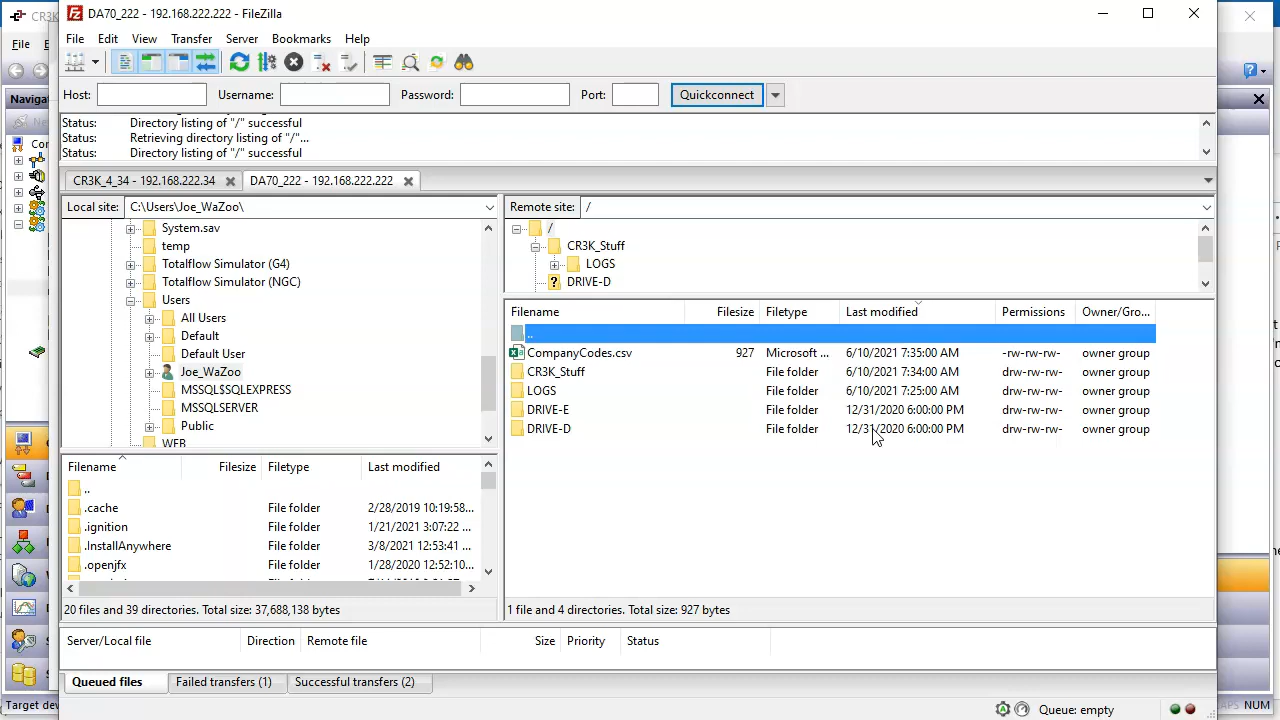 CR3K
DA70_222 - 192.168.222.222 - FileZilla
File
File Edit View Transfer Server Bookmarks Help
Host: Username: Password: Port: Quickconnect
Naviga
Status: Directory listing of "/" successful
Status: Retrieving directory listing of "/"...
Status: Directory listing of "/" successful
CR3K_4_34 - 192.168.222.34 DA70_222 - 192.168.222.222
Local site: C:\Users\Joe_WaZoo\
Remote site: /
System.sav
temp
Totalflow Simulator (G4)
Totalflow Simulator (NGC)
Users
All Users
Default
Default User
Joe_WaZoo
MSSQL$SQLEXPRESS
MSSQLSERVER
Public
WEB
/
CR3K_Stuff
LOGS
DRIVE-D
Filename Filesize Filetype Last modified Permissions Owner/Gro...
..
CompanyCodes.csv 927 Microsoft ... 6/10/2021 7:35:00 AM -rw-rw-rw- owner group
CR3K_Stuff File folder 6/10/2021 7:34:00 AM drw-rw-rw- owner group
LOGS File folder 6/10/2021 7:25:00 AM drw-rw-rw- owner group
DRIVE-E File folder 12/31/2020 6:00:00 PM drw-rw-rw- owner group
DRIVE-D File folder 12/31/2020 6:00:00 PM drw-rw-rw- owner group
Filename Filesize Filetype Last modified
..
.cache File folder 2/28/2019 10:19:58...
.ignition File folder 1/21/2021 3:07:22 ...
.InstallAnywhere File folder 3/8/2021 12:53:41 ...
.openjfx File folder 1/28/2020 12:52:10...
20 files and 39 directories. Total size: 37,688,138 bytes
1 file and 4 directories. Total size: 927 bytes
Server/Local file Direction Remote file Size Priority Status
Queued files Failed transfers (1) Successful transfers (2)
Queue: empty
Target dev
NUM